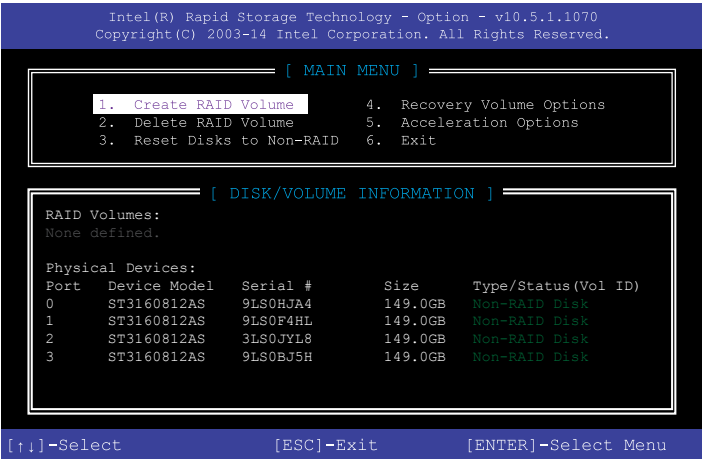 Intel(R) Rapid Storage Technology - Option - v10.5.1.1070
Copyright(C) 2003-14 Intel Corporation. All Rights Reserved.
[ MAIN MENU ]
1. Create RAID Volume 4. Recovery Volume Options
2. Delete RAID Volume 5. Acceleration Options
3. Reset Disks to Non-RAID 6. Exit
[ DISK/VOLUME INFORMATION ]
RAID Volumes:
None defined.
Physical Devices:
Port Device Model Serial # Size Type/Status(Vol ID)
0 ST3160812AS 9LS0HJA4 149.0GB Non-RAID Disk
1 ST3160812AS 9LS0F4HL 149.0GB Non-RAID Disk
2 ST3160812AS 3LS0JYL8 149.0GB Non-RAID Disk
3 ST3160812AS 9LS0BJ5H 149.0GB Non-RAID Disk
[↑↓]-Select [ESC]-Exit [ENTER]-Select Menu